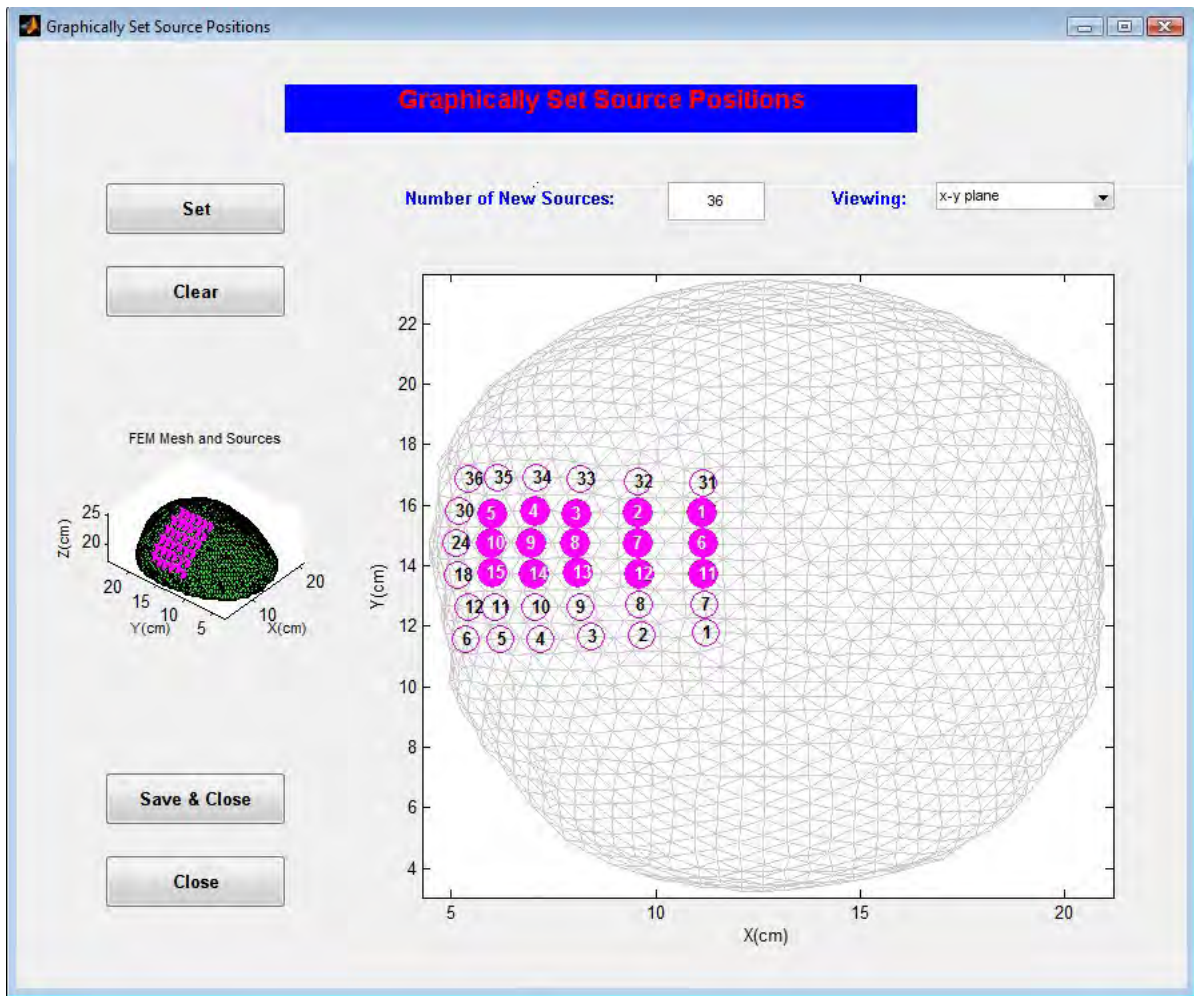 Graphically Set Source Positions
Graphically Set Source Positions
Set
Number of New Sources: 36 Viewing: x-y plane
Clear
FEM Mesh and Sources
25
20
Z(cm)
20
15
10
5
Y(cm)
10
20
X(cm)
22
20
18
16
14
12
10
8
6
4
Y(cm)
36 35 34 33 32 31
30 5 4 3 2 1
24 10 9 8 7 6
18 15 14 13 12 11
12 11 10 9 8 7
6 5 4 3 2 1
5 10 15 20
X(cm)
Save & Close
Close